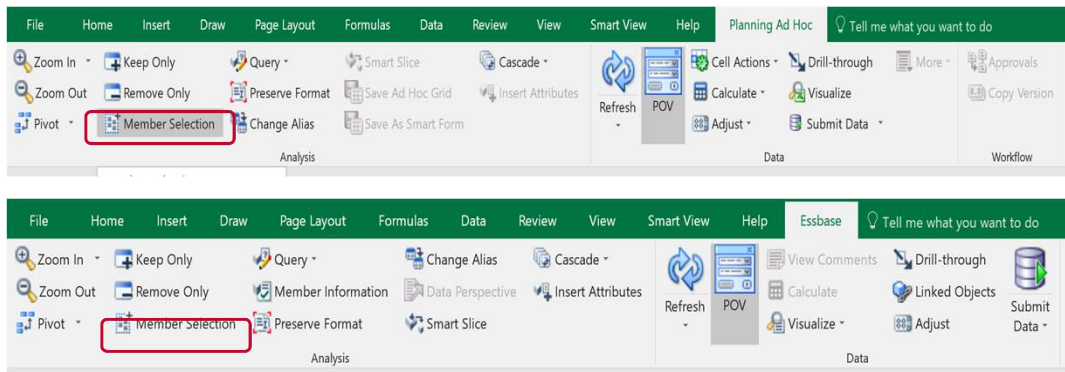 File Home Insert Draw Page Layout Formulas Data Review View Smart View Help Planning Ad Hoc Tell me what you want to do
Zoom In Keep Only Query Smart Slice Cascade Cell Actions Drill-through More Approvals
Zoom Out Remove Only Preserve Format Save Ad Hoc Grid Insert Attributes Refresh POV Calculate Visualize Copy Version
Pivot Member Selection Change Alias Save As Smart Form Adjust Submit Data
Analysis Data Workflow
File Home Insert Draw Page Layout Formulas Data Review View Smart View Help Essbase Tell me what you want to do
Zoom In Keep Only Query Change Alias Cascade View Comments Drill-through
Zoom Out Remove Only Member Information Data Perspective Insert Attributes Refresh POV Calculate Linked Objects Submit
Pivot Member Selection Preserve Format Smart Slice Visualize Adjust Data
Analysis Data